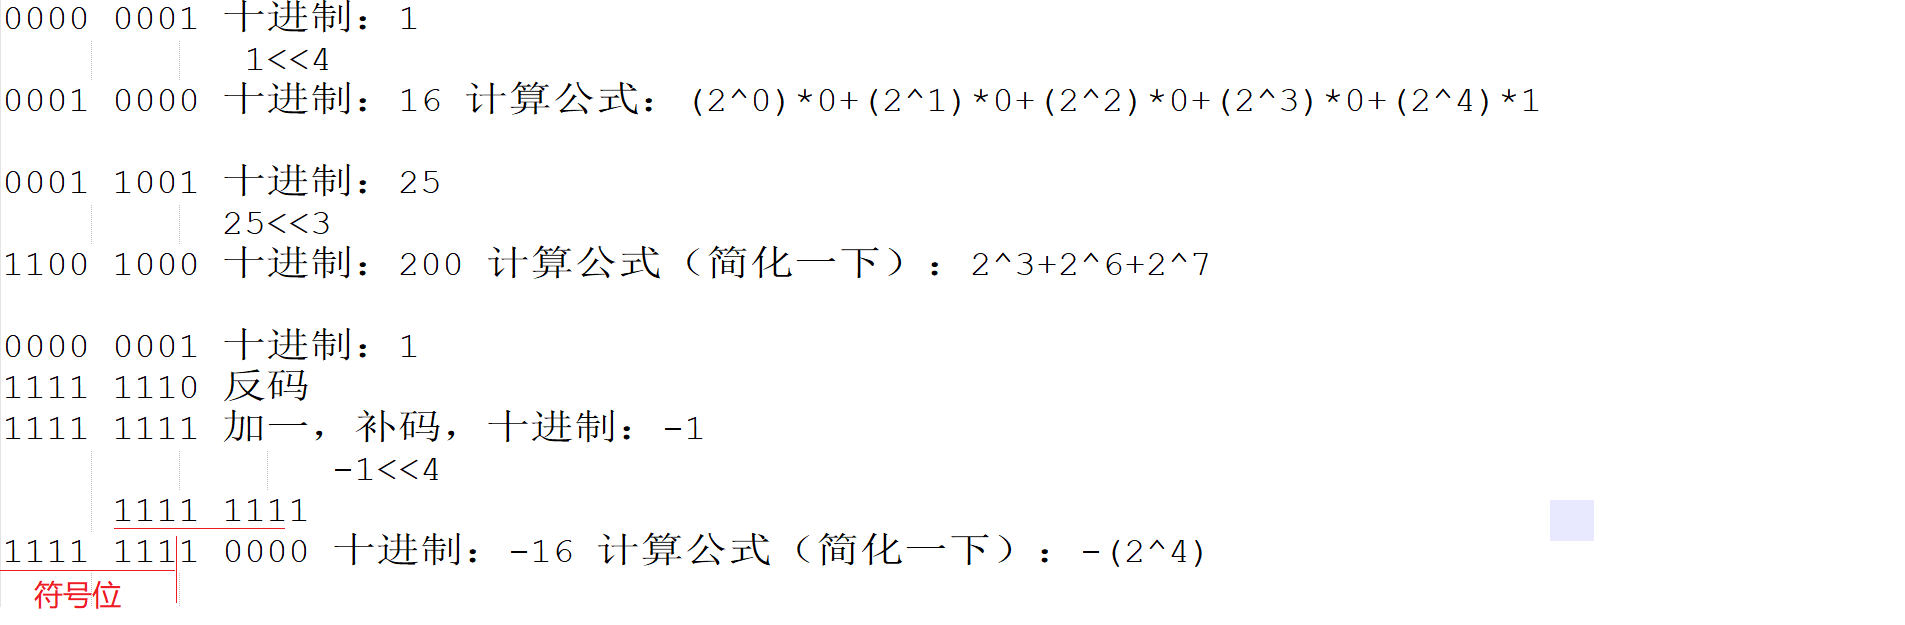 0000 0001 十进制：1
1<<4
0001 0000 十进制：16 计算公式：(2^0)*0+(2^1)*0+(2^2)*0+(2^3)*0+(2^4)*1
0001 1001 十进制：25
25<<3
1100 1000 十进制：200 计算公式（简化一下）：2^3+2^6+2^7
0000 0001 十进制：1
1111 1110 反码
1111 1111 加一，补码，十进制：-1
-1<<4
1111 1111
1111 1111 0000 十进制：-16 计算公式（简化一下）：-(2^4)
符号位